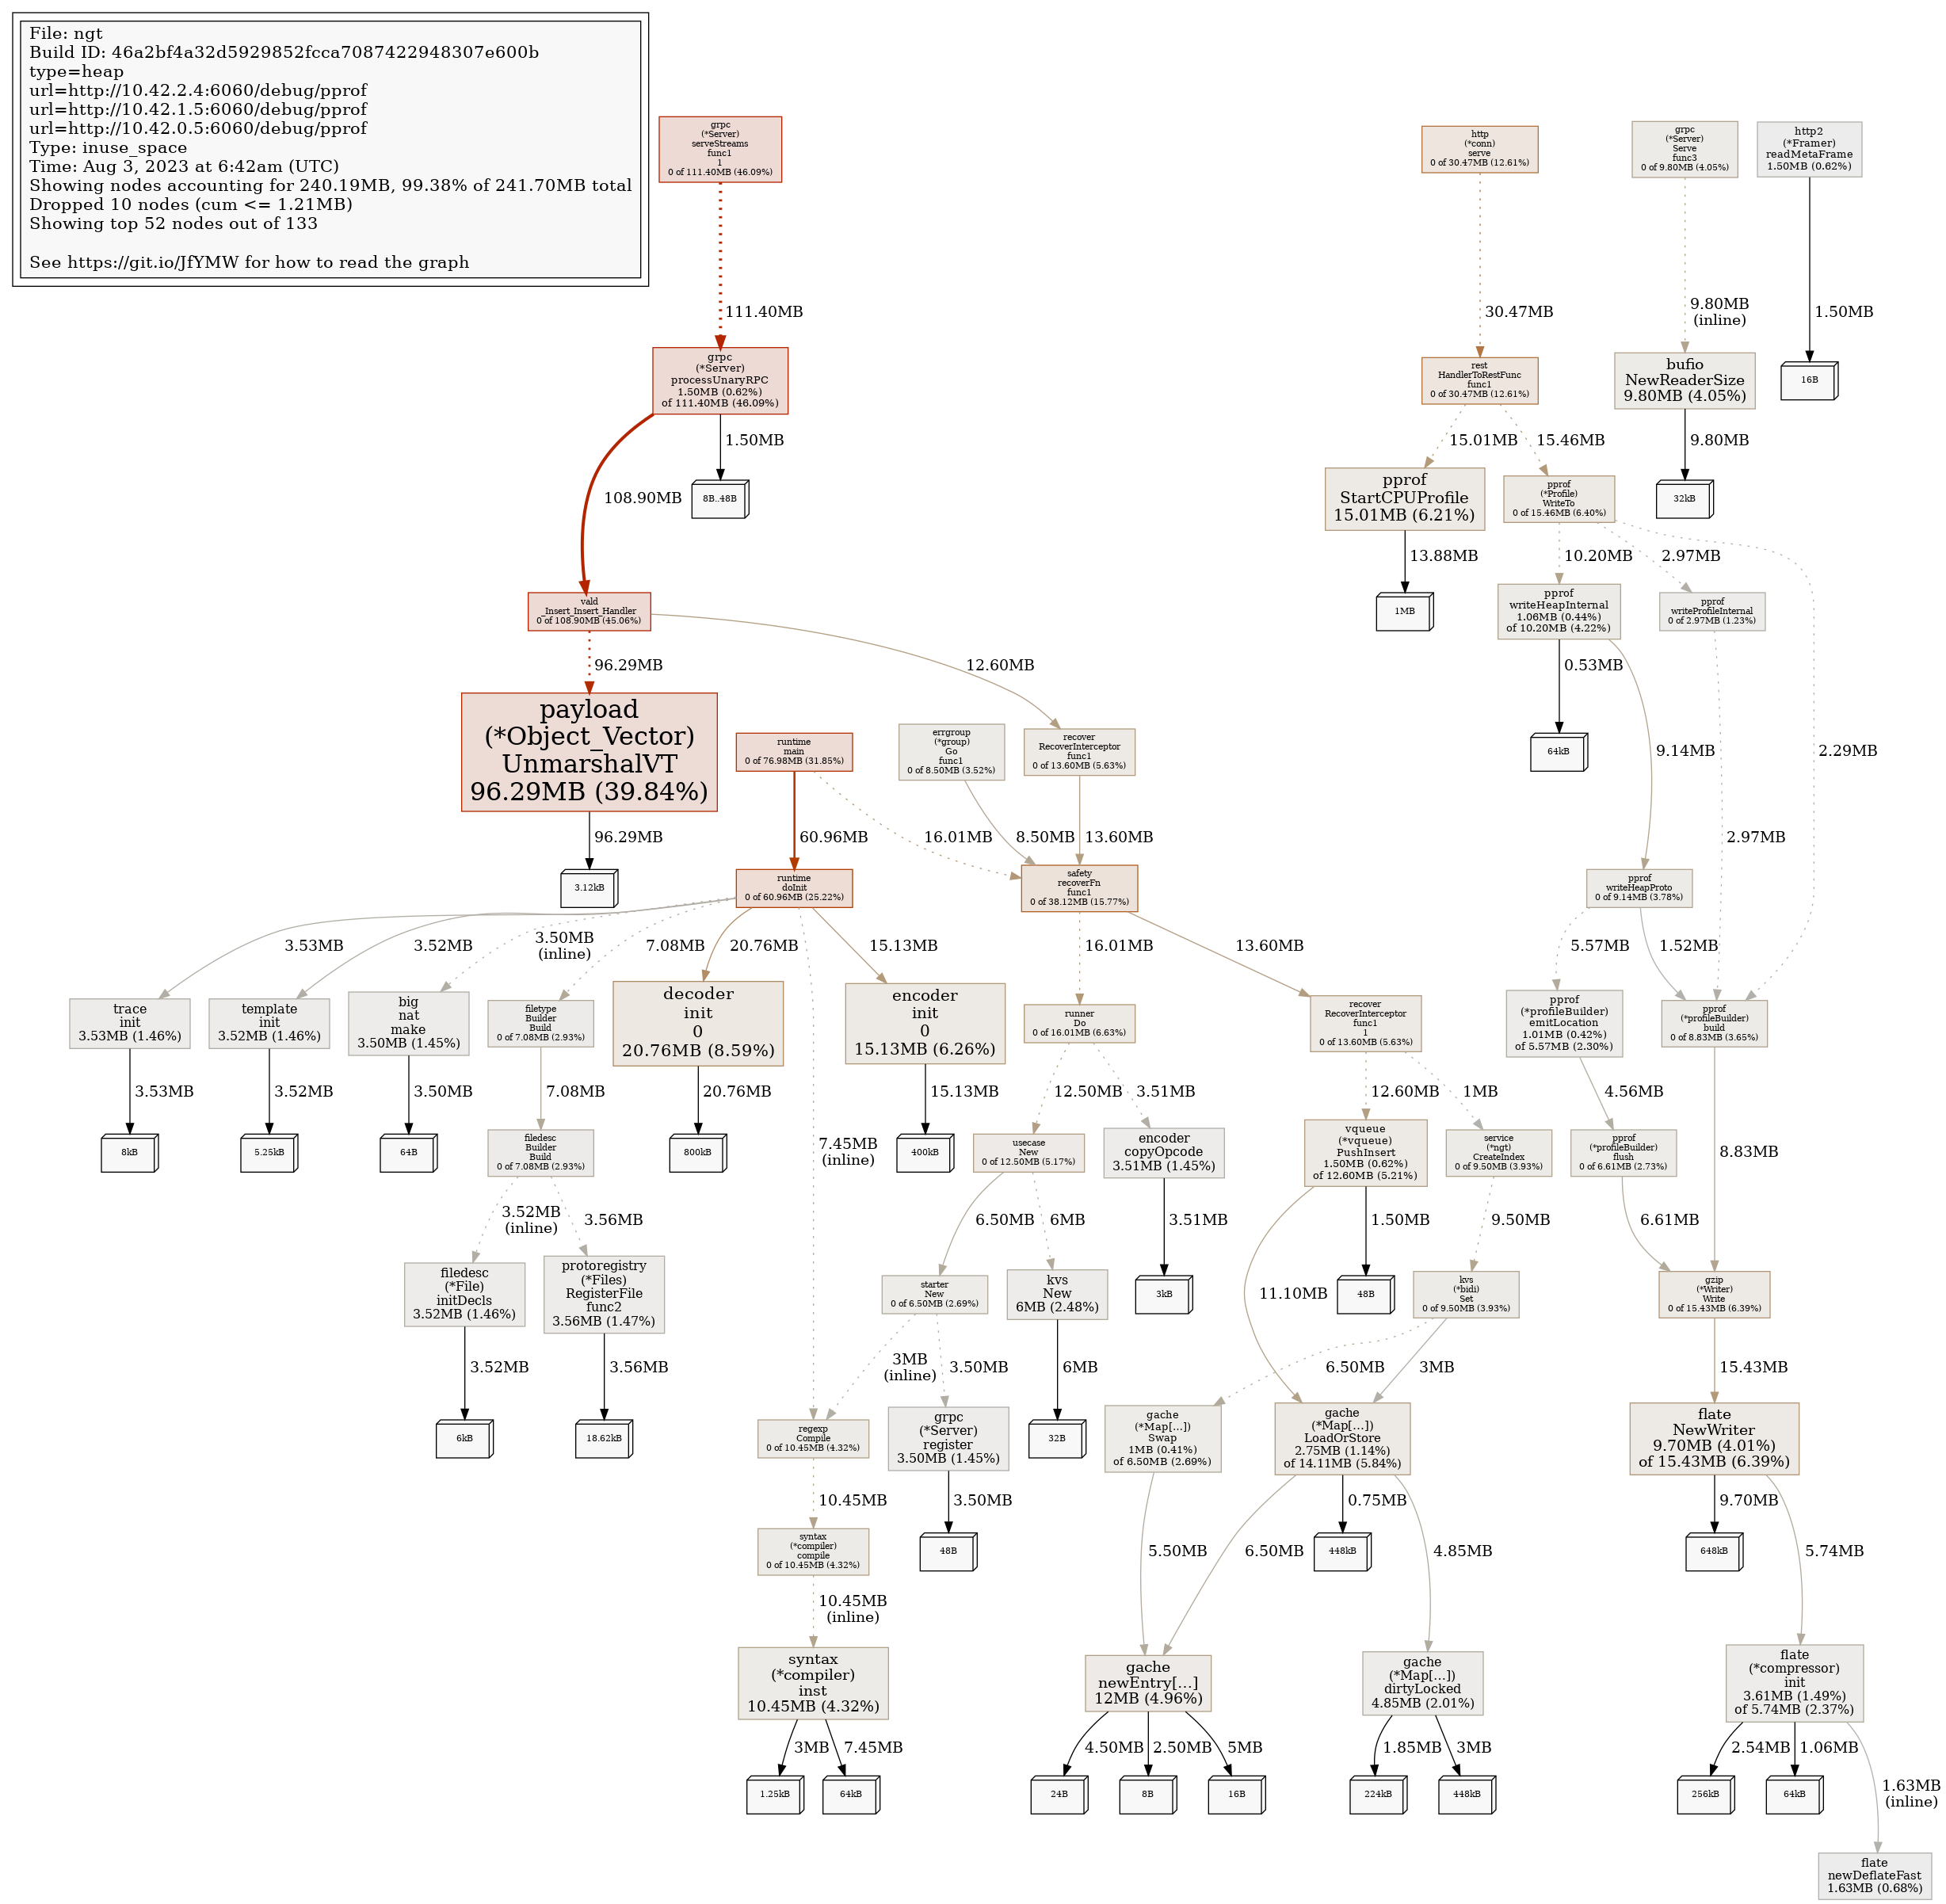 File: ngt
Build ID: 46a2bf4a32d5929852fcca7087422948307e600b
type=heap
url=http://10.42.2.4:6060/debug/pprof
url=http://10.42.1.5:6060/debug/pprof
url=http://10.42.0.5:6060/debug/pprof
Type: inuse_space
Time: Aug 3, 2023 at 6:42am (UTC)
Showing nodes accounting for 240.19MB, 99.38% of 241.70MB total
Dropped 10 nodes (cum <= 1.21MB)
Showing top 52 nodes out of 133
See https://git.io/JfYMW for how to read the graph
grpc
(*Server)
serveStreams
func1
1
0 of 111.40MB (46.09%)
http
(*conn)
serve
0 of 30.47MB (12.61%)
grpc
(*Server)
Serve
func3
0 of 9.80MB (4.05%)
http2
(*Framer)
readMetaFrame
1.50MB (0.62%)
111.40MB
30.47MB
9.80MB
(inline)
1.50MB
grpc
(*Server)
processUnaryRPC
1.50MB (0.62%)
of 111.40MB (46.09%)
rest
HandlerToRestFunc
func1
0 of 30.47MB (12.61%)
bufio
NewReaderSize
9.80MB (4.05%)
16B
108.90MB
1.50MB
15.01MB
15.46MB
9.80MB
8B..48B
pprof
StartCPUProfile
15.01MB (6.21%)
pprof
(*Profile)
WriteTo
0 of 15.46MB (6.40%)
32kB
13.88MB
10.20MB
2.97MB
2.29MB
vald
_Insert_Insert_Handler
0 of 108.90MB (45.06%)
1MB
pprof
writeHeapInternal
1.06MB (0.44%)
of 10.20MB (4.22%)
pprof
writeProfileInternal
0 of 2.97MB (1.23%)
96.29MB
12.60MB
0.53MB
9.14MB
2.97MB
payload
(*Object_Vector)
UnmarshalVT
96.29MB (39.84%)
runtime
main
0 of 76.98MB (31.85%)
errgroup
(*group)
Go
func1
0 of 8.50MB (3.52%)
recover
RecoverInterceptor
func1
0 of 13.60MB (5.63%)
64kB
96.29MB
60.96MB
16.01MB
8.50MB
13.60MB
3.12kB
runtime
doInit
0 of 60.96MB (25.22%)
safety
recoverFn
func1
0 of 38.12MB (15.77%)
pprof
writeHeapProto
0 of 9.14MB (3.78%)
3.53MB
3.52MB
3.50MB
(inline)
7.08MB
20.76MB
15.13MB
7.45MB
(inline)
16.01MB
13.60MB
5.57MB
1.52MB
trace
init
3.53MB (1.46%)
template
init
3.52MB (1.46%)
big
nat
make
3.50MB (1.45%)
filetype
Builder
Build
0 of 7.08MB (2.93%)
decoder
init
0
20.76MB (8.59%)
encoder
init
0
15.13MB (6.26%)
runner
Do
0 of 16.01MB (6.63%)
recover
RecoverInterceptor
func1
1
0 of 13.60MB (5.63%)
pprof
(*profileBuilder)
emitLocation
1.01MB (0.42%)
of 5.57MB (2.30%)
pprof
(*profileBuilder)
build
0 of 8.83MB (3.65%)
3.53MB
3.52MB
3.50MB
7.08MB
20.76MB
15.13MB
12.50MB
3.51MB
12.60MB
1MB
4.56MB
8.83MB
8kB
5.25kB
64B
filedesc
Builder
Build
0 of 7.08MB (2.93%)
800kB
400kB
usecase
New
0 of 12.50MB (5.17%)
encoder
copyOpcode
3.51MB (1.45%)
vqueue
(*vqueue)
PushInsert
1.50MB (0.62%)
of 12.60MB (5.21%)
service
(*ngt)
CreateIndex
0 of 9.50MB (3.93%)
pprof
(*profileBuilder)
flush
0 of 6.61MB (2.73%)
3.52MB
(inline)
3.56MB
6.50MB
6MB
3.51MB
11.10MB
1.50MB
9.50MB
6.61MB
filedesc
(*File)
initDecls
3.52MB (1.46%)
protoregistry
(*Files)
RegisterFile
func2
3.56MB (1.47%)
starter
New
0 of 6.50MB (2.69%)
kvs
New
6MB (2.48%)
3kB
48B
kvs
(*bidi)
Set
0 of 9.50MB (3.93%)
gzip
(*Writer)
Write
0 of 15.43MB (6.39%)
3.52MB
3.56MB
3MB
(inline)
3.50MB
6MB
6.50MB
3MB
15.43MB
6kB
18.62kB
regexp
Compile
0 of 10.45MB (4.32%)
grpc
(*Server)
register
3.50MB (1.45%)
32B
gache
(*Map[…])
Swap
1MB (0.41%)
of 6.50MB (2.69%)
gache
(*Map[…])
LoadOrStore
2.75MB (1.14%)
of 14.11MB (5.84%)
flate
NewWriter
9.70MB (4.01%)
of 15.43MB (6.39%)
10.45MB
3.50MB
5.50MB
6.50MB
0.75MB
4.85MB
9.70MB
5.74MB
syntax
(*compiler)
compile
0 of 10.45MB (4.32%)
48B
448kB
648kB
10.45MB
(inline)
syntax
(*compiler)
inst
10.45MB (4.32%)
gache
newEntry[…]
12MB (4.96%)
gache
(*Map[…])
dirtyLocked
4.85MB (2.01%)
flate
(*compressor)
init
3.61MB (1.49%)
of 5.74MB (2.37%)
3MB
7.45MB
4.50MB
2.50MB
5MB
1.85MB
3MB
2.54MB
1.06MB
1.63MB
(inline)
1.25kB
64kB
24B
8B
16B
224kB
448kB
256kB
64kB
flate
newDeflateFast
1.63MB (0.68%)